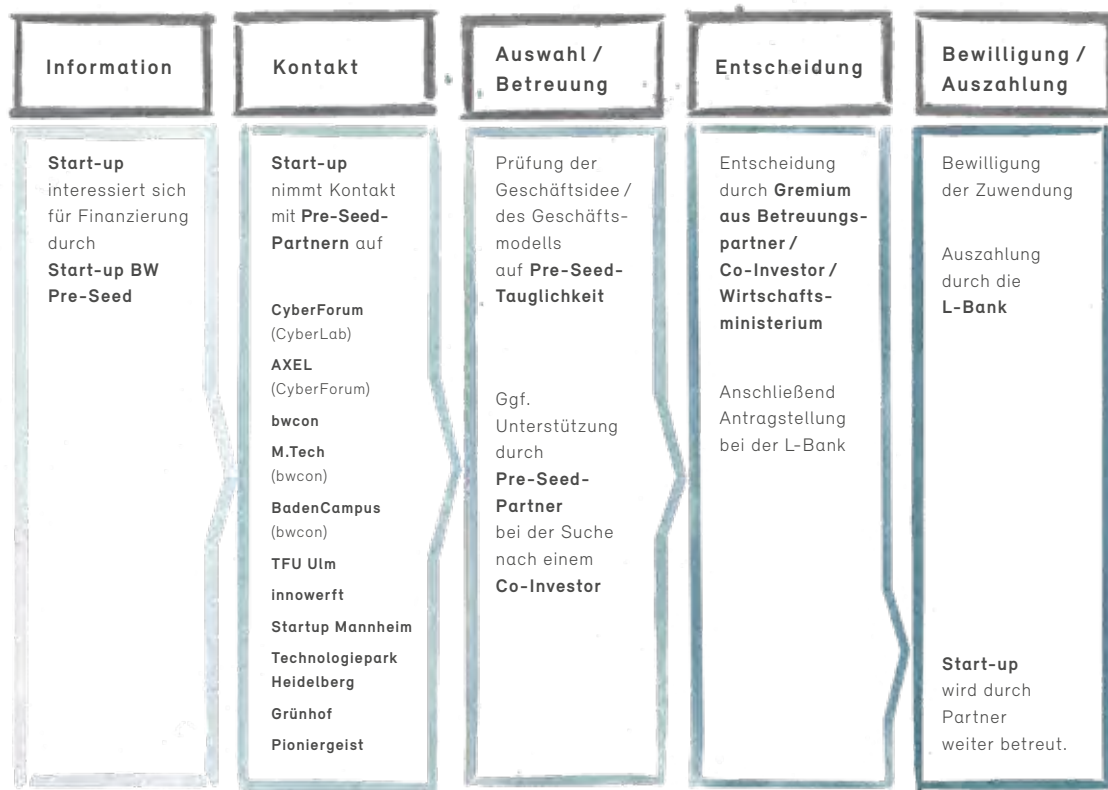 Information
Start-up
interessiert sich
für Finanzierung
durch
Start-up BW
Pre-Seed
Kontakt
Start-up
nimmt Kontakt
mit Pre-Seed-
Partnern auf
CyberForum
(CyberLab)
AXEL
(CyberForum)
bwcon
M.Tech
(bwcon)
BadenCampus
(bwcon)
TFU Ulm
innowerft
Startup Mannheim
Technologiepark
Heidelberg
Grünhof
Pioniergeist
Auswahl /
Betreuung
Prüfung der
Geschäftsidee /
des Geschäfts-
modells
auf Pre-Seed-
Tauglichkeit
Ggf.
Unterstützung
durch
Pre-Seed-
Partner
bei der Suche
nach einem
Co-Investor
Entscheidung
Entscheidung
durch Gremium
aus Betreuungs-
partner /
Co-Investor /
Wirtschafts-
ministerium
Anschließend
Antragstellung
bei der L-Bank
Bewilligung /
Auszahlung
Bewilligung
der Zuwendung
Auszahlung
durch die
L-Bank
Start-up
wird durch
Partner
weiter betreut.